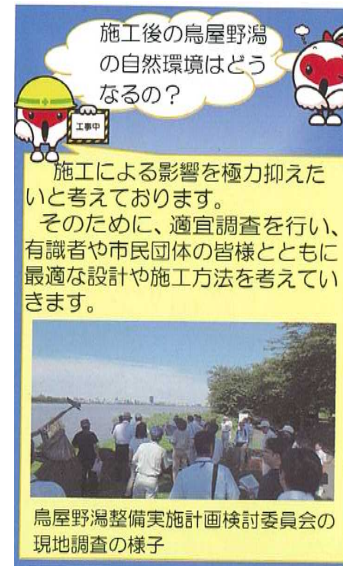 施工後の鳥屋野潟
の自然環境はどう
なるの？
工事中
施工による影響を極力抑えた
いと考えております。
そのために、適宜調査を行い、
有識者や市民団体の皆様とともに
最適な設計や施工方法を考えてい
きます。
鳥屋野潟整備実施計画検討委員会の
現地調査の様子